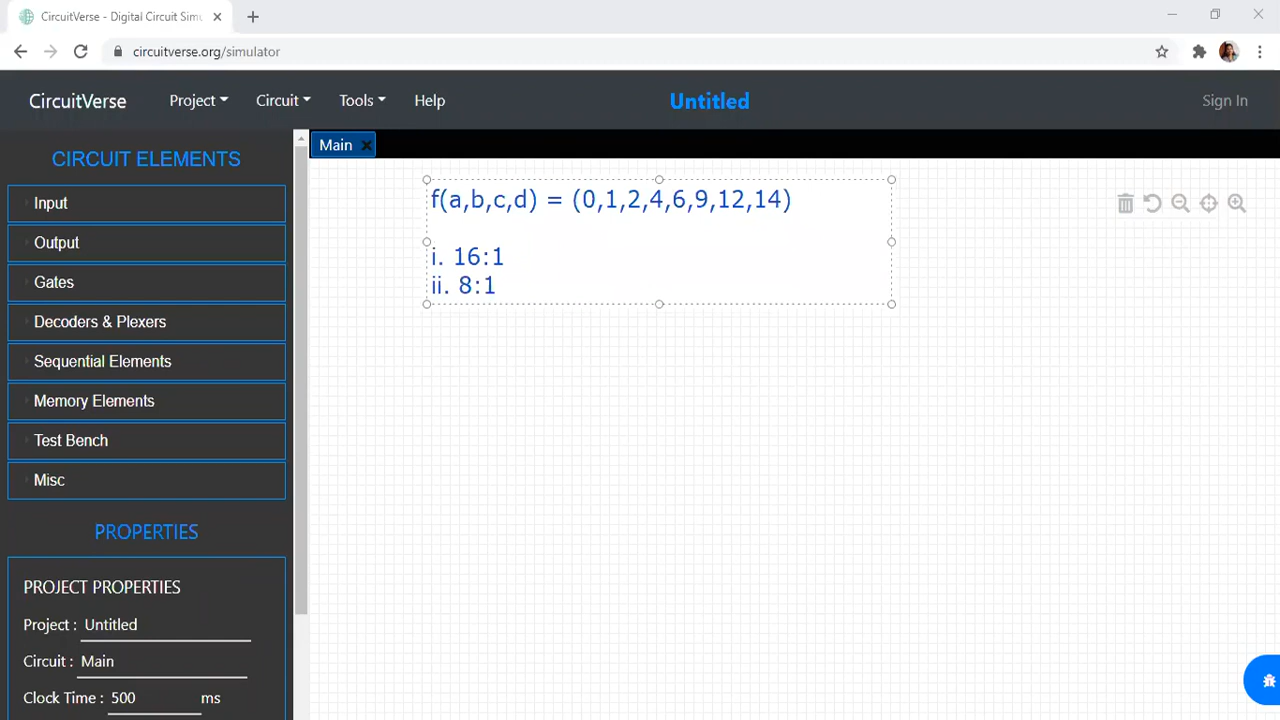 CircuitVerse - Digital Circuit Simu
circuitverse.org/simulator
CircuitVerse
Project
Circuit
Tools
Help
Untitled
Sign In
CIRCUIT ELEMENTS
Main
Input
Output
Gates
Decoders & Plexers
Sequential Elements
Memory Elements
Test Bench
Misc
PROPERTIES
PROJECT PROPERTIES
Project : Untitled
Circuit : Main
Clock Time : 500 ms
f(a,b,c,d) = (0,1,2,4,6,9,12,14)
i. 16:1
ii. 8:1